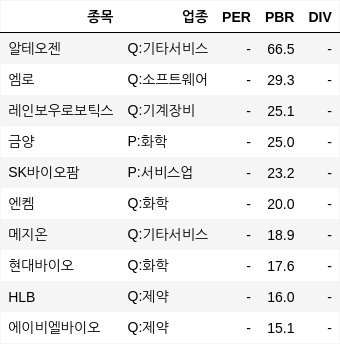 종목 업종 PER PBR DIV
알테오젠 Q:기타서비스 - 66.5 -
엠로 Q:소프트웨어 - 29.3 -
레인보우로보틱스 Q:기계장비 - 25.1 -
금양 P:화학 - 25.0 -
SK바이오팜 P:서비스업 - 23.2 -
엔켐 Q:화학 - 20.0 -
메지온 Q:기타서비스 - 18.9 -
현대바이오 Q:화학 - 17.6 -
HLB Q:제약 - 16.0 -
에이비엘바이오 Q:제약 - 15.1 -